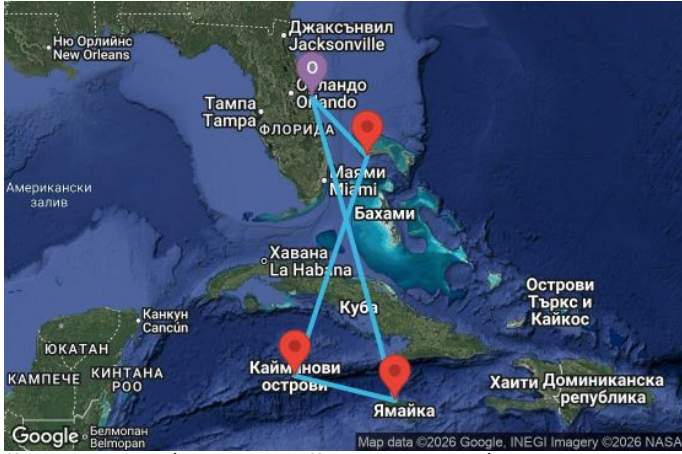 Джаксънвил
Jacksonville
Ню Орлийнс
New Orleans
O
Орландо
Orlando
Тампа
Tampa
ФЛОРИДА
Маями
Miami
Американски
залив
Бахами
Хавана
La Habana
Острови
Търкс и
Кайкос
Куба
Канкун
Cancún
ЮКАТАН
Кайманови
острови
КАМПЕЧЕ
КИНТАНА
РОО
Хаити
Доминиканска
република
Ямайка
Google
Белмопан
Belmopan
Map data ©2026 Google, INEGI Imagery ©2026 NASA